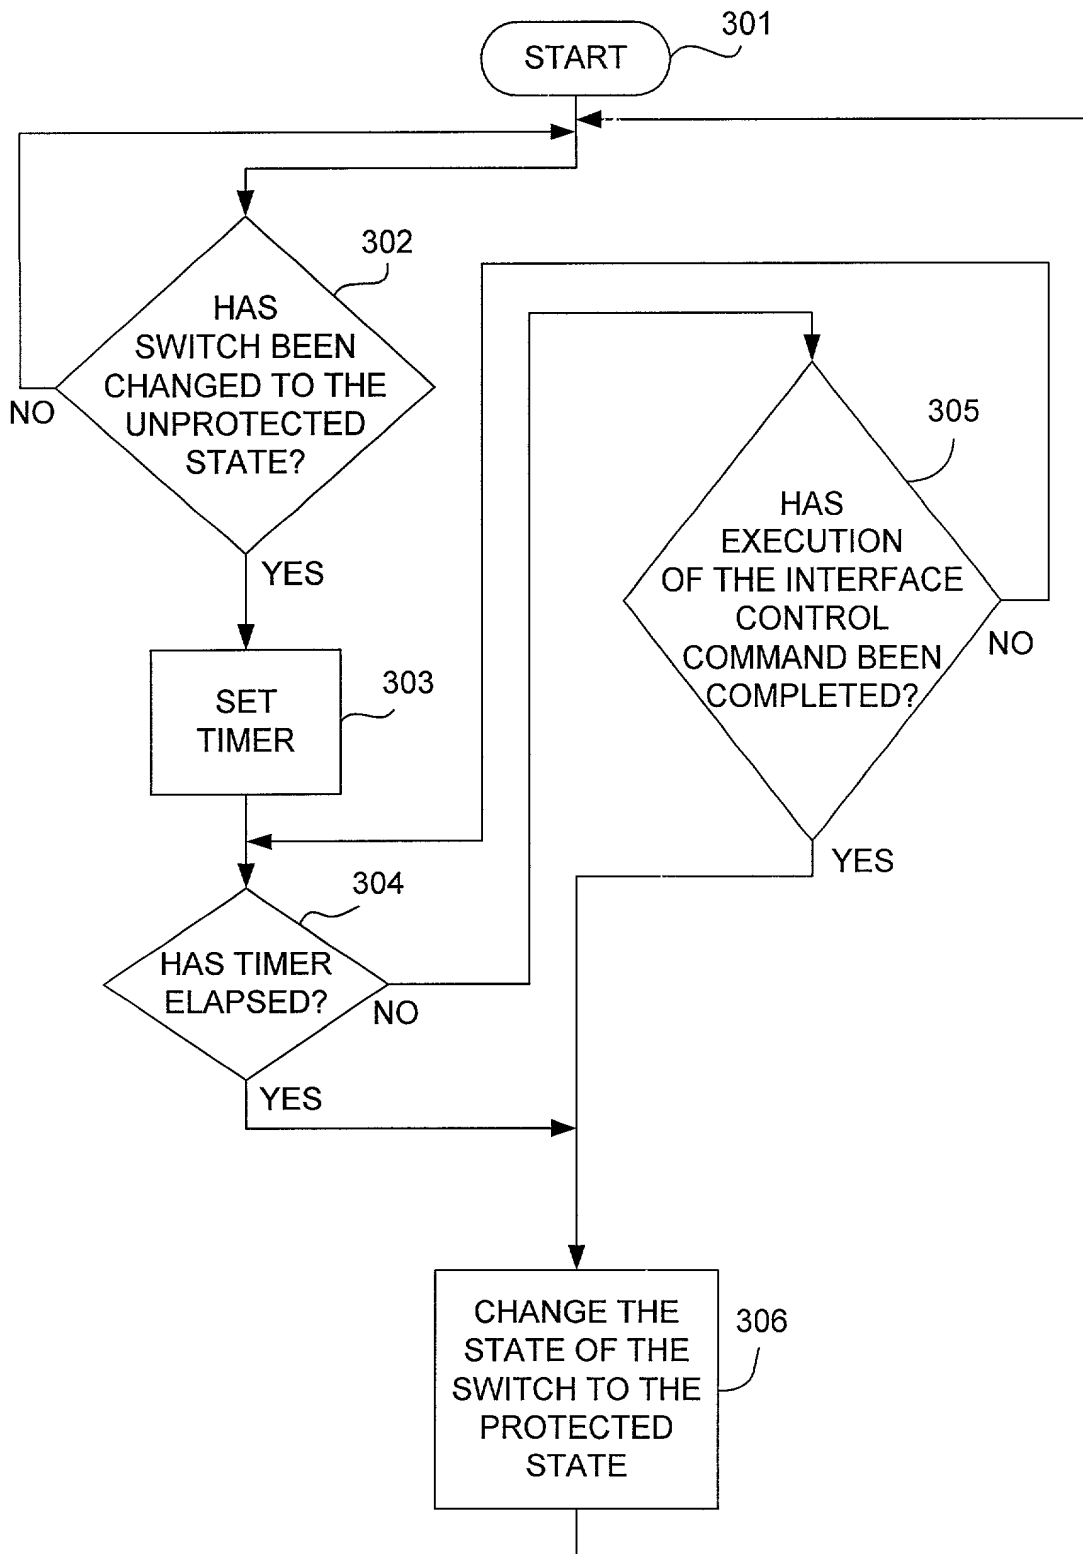 START
301
302
HAS
SWITCH BEEN
CHANGED TO THE
UNPROTECTED
STATE?
NO
YES
303
SET
TIMER
304
HAS TIMER
ELAPSED?
NO
YES
305
HAS
EXECUTION
OF THE INTERFACE
CONTROL
COMMAND BEEN
COMPLETED?
NO
YES
306
CHANGE THE
STATE OF THE
SWITCH TO THE
PROTECTED
STATE